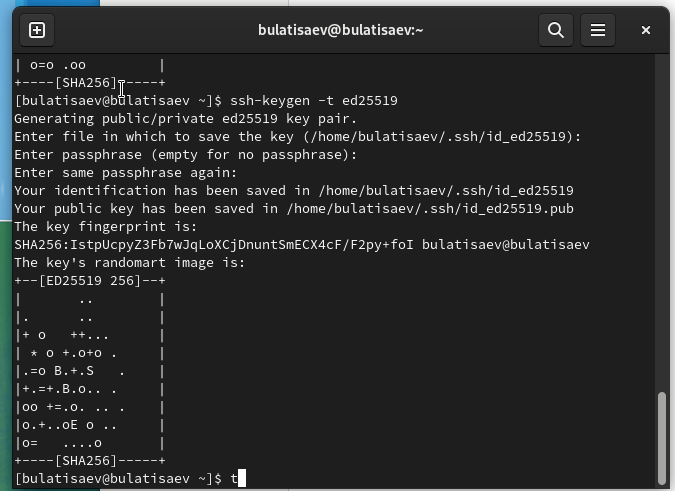 bulatisaev@bulatisaev:~
| o=o .oo         |
+----[SHA256]-----+
[bulatisaev@bulatisaev ~]$ ssh-keygen -t ed25519
Generating public/private ed25519 key pair.
Enter file in which to save the key (/home/bulatisaev/.ssh/id_ed25519):
Enter passphrase (empty for no passphrase):
Enter same passphrase again:
Your identification has been saved in /home/bulatisaev/.ssh/id_ed25519
Your public key has been saved in /home/bulatisaev/.ssh/id_ed25519.pub
The key fingerprint is:
SHA256:IstpUcpyZ3Fb7wJqLoXCjDnuntSmECX4cF/F2py+foI bulatisaev@bulatisaev
The key's randomart image is:
+--[ED25519 256]--+
|       ..        |
|.      ..        |
|+ o   ++...      |
| * o +.o+o .     |
|.=o B.+.S   .    |
|+.=+.B.o.. .     |
|oo +=.o. .. .    |
|o.+..oE o ..     |
|o=   ....o       |
+----[SHA256]-----+
[bulatisaev@bulatisaev ~]$ t